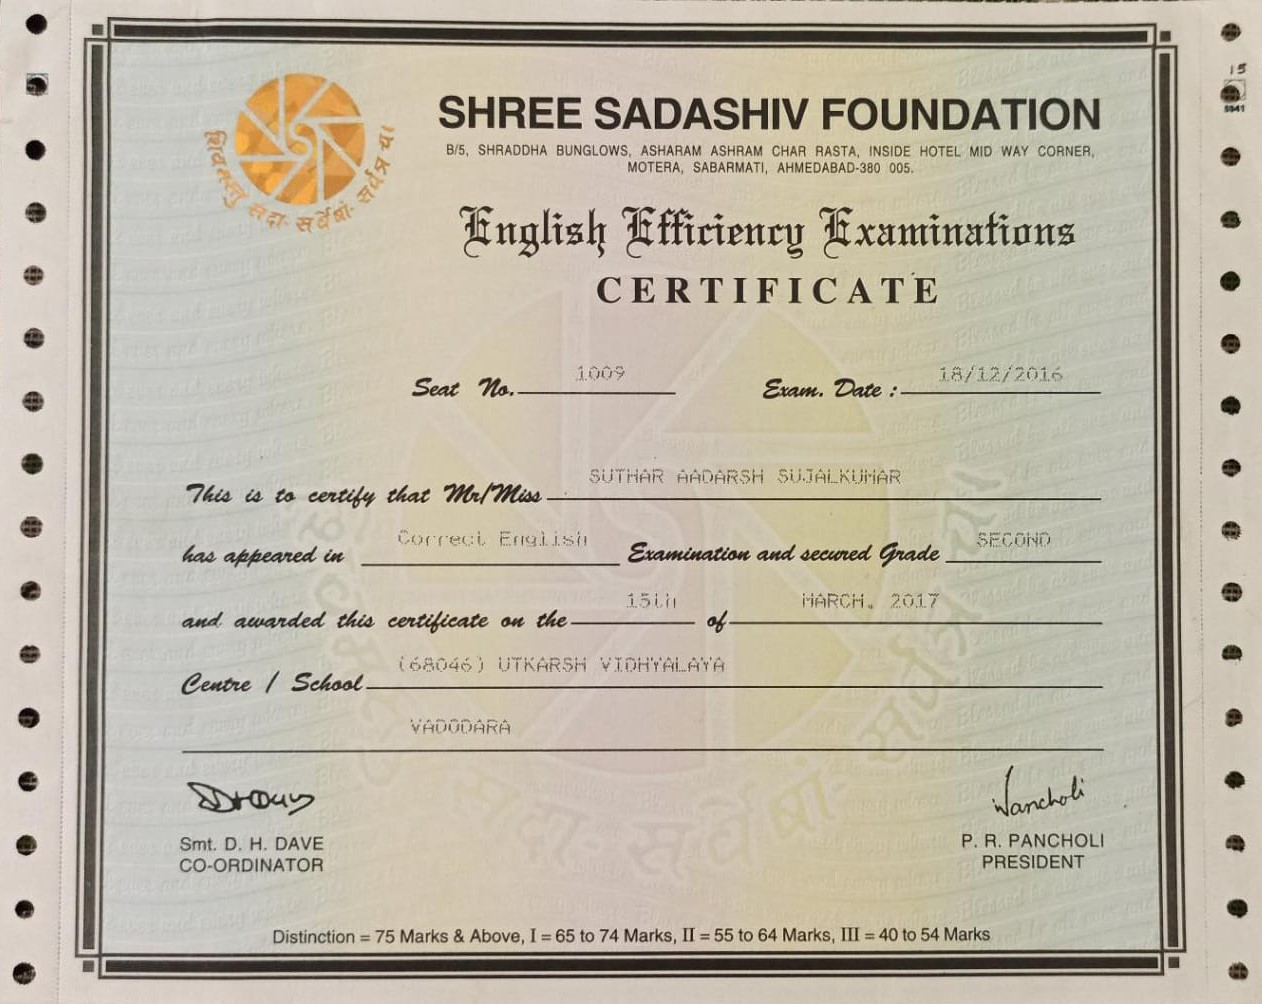 15
5941
शिवमस्तु सदा-सर्वेषां-सर्वत्र या।
SHREE SADASHIV FOUNDATION
B/5, SHRADDHA BUNGLOWS, ASHARAM ASHRAM CHAR RASTA, INSIDE HOTEL MID WAY CORNER,
MOTERA, SABARMATI, AHMEDABAD-380 005.
English Efficiency Examinations
CERTIFICATE
Seat No. 1009 Exam. Date : 18/12/2016
This is to certify that Mr/Miss SUTHAR AADARSH SUJALKUMAR
has appeared in Correct English Examination and secured Grade SECOND
and awarded this certificate on the 15th of MARCH. 2017
Centre / School (68046) UTKARSH VIDHYALAYA
VADODARA
Smt. D. H. DAVE
CO-ORDINATOR
P. R. PANCHOLI
PRESIDENT
Distinction = 75 Marks & Above, I = 65 to 74 Marks, II = 55 to 64 Marks, III = 40 to 54 Marks